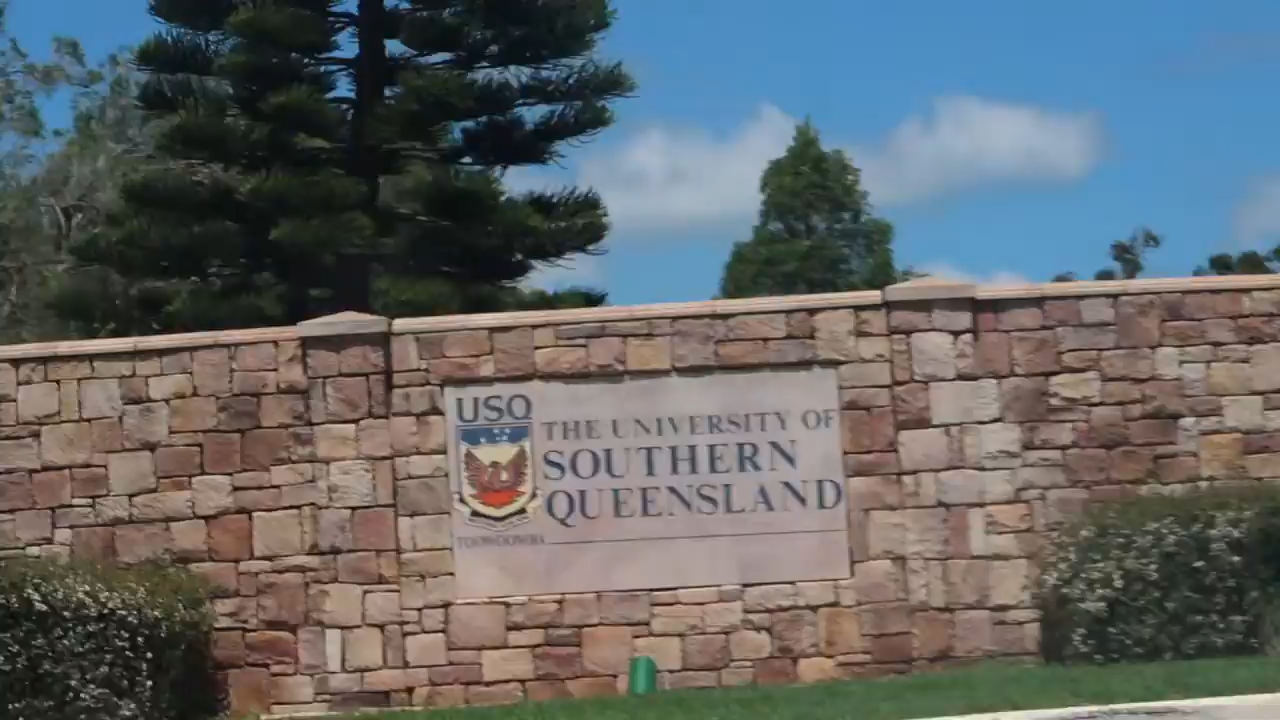 USQ
THE UNIVERSITY OF
SOUTHERN
QUEENSLAND
TOOWOOMBA